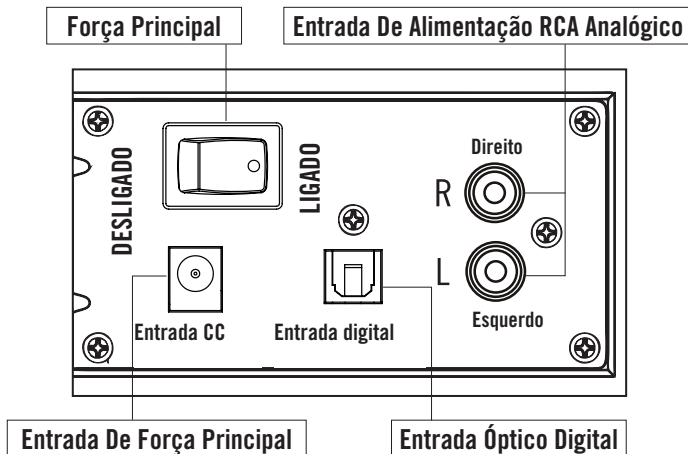 Força Principal
Entrada De Alimentação RCA Analógico
DESLIGADO
LIGADO
Direito
R
L
Esquerdo
Entrada CC
Entrada digital
Entrada De Força Principal
Entrada Óptico Digital